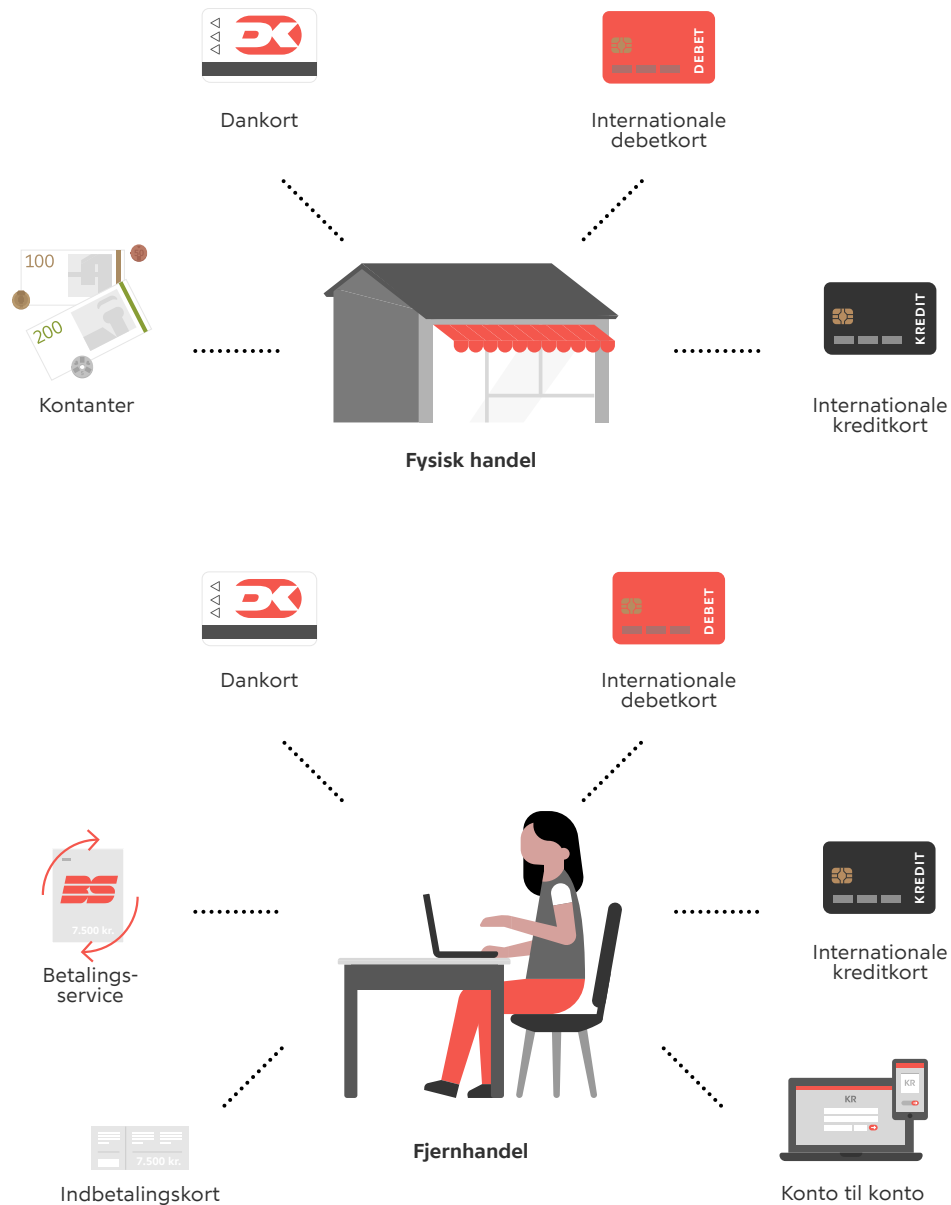 DK
DEBET
Dankort
Internationale
debetkort
100
200
Kontanter
KREDIT
Internationale
kreditkort
Fysisk handel
DK
DEBET
Dankort
Internationale
debetkort
BS
7.500 kr.
Betalings-
service
KREDIT
Internationale
kreditkort
7.500 kr.
Indbetalingskort
Fjernhandel
KR
KR
Konto til konto